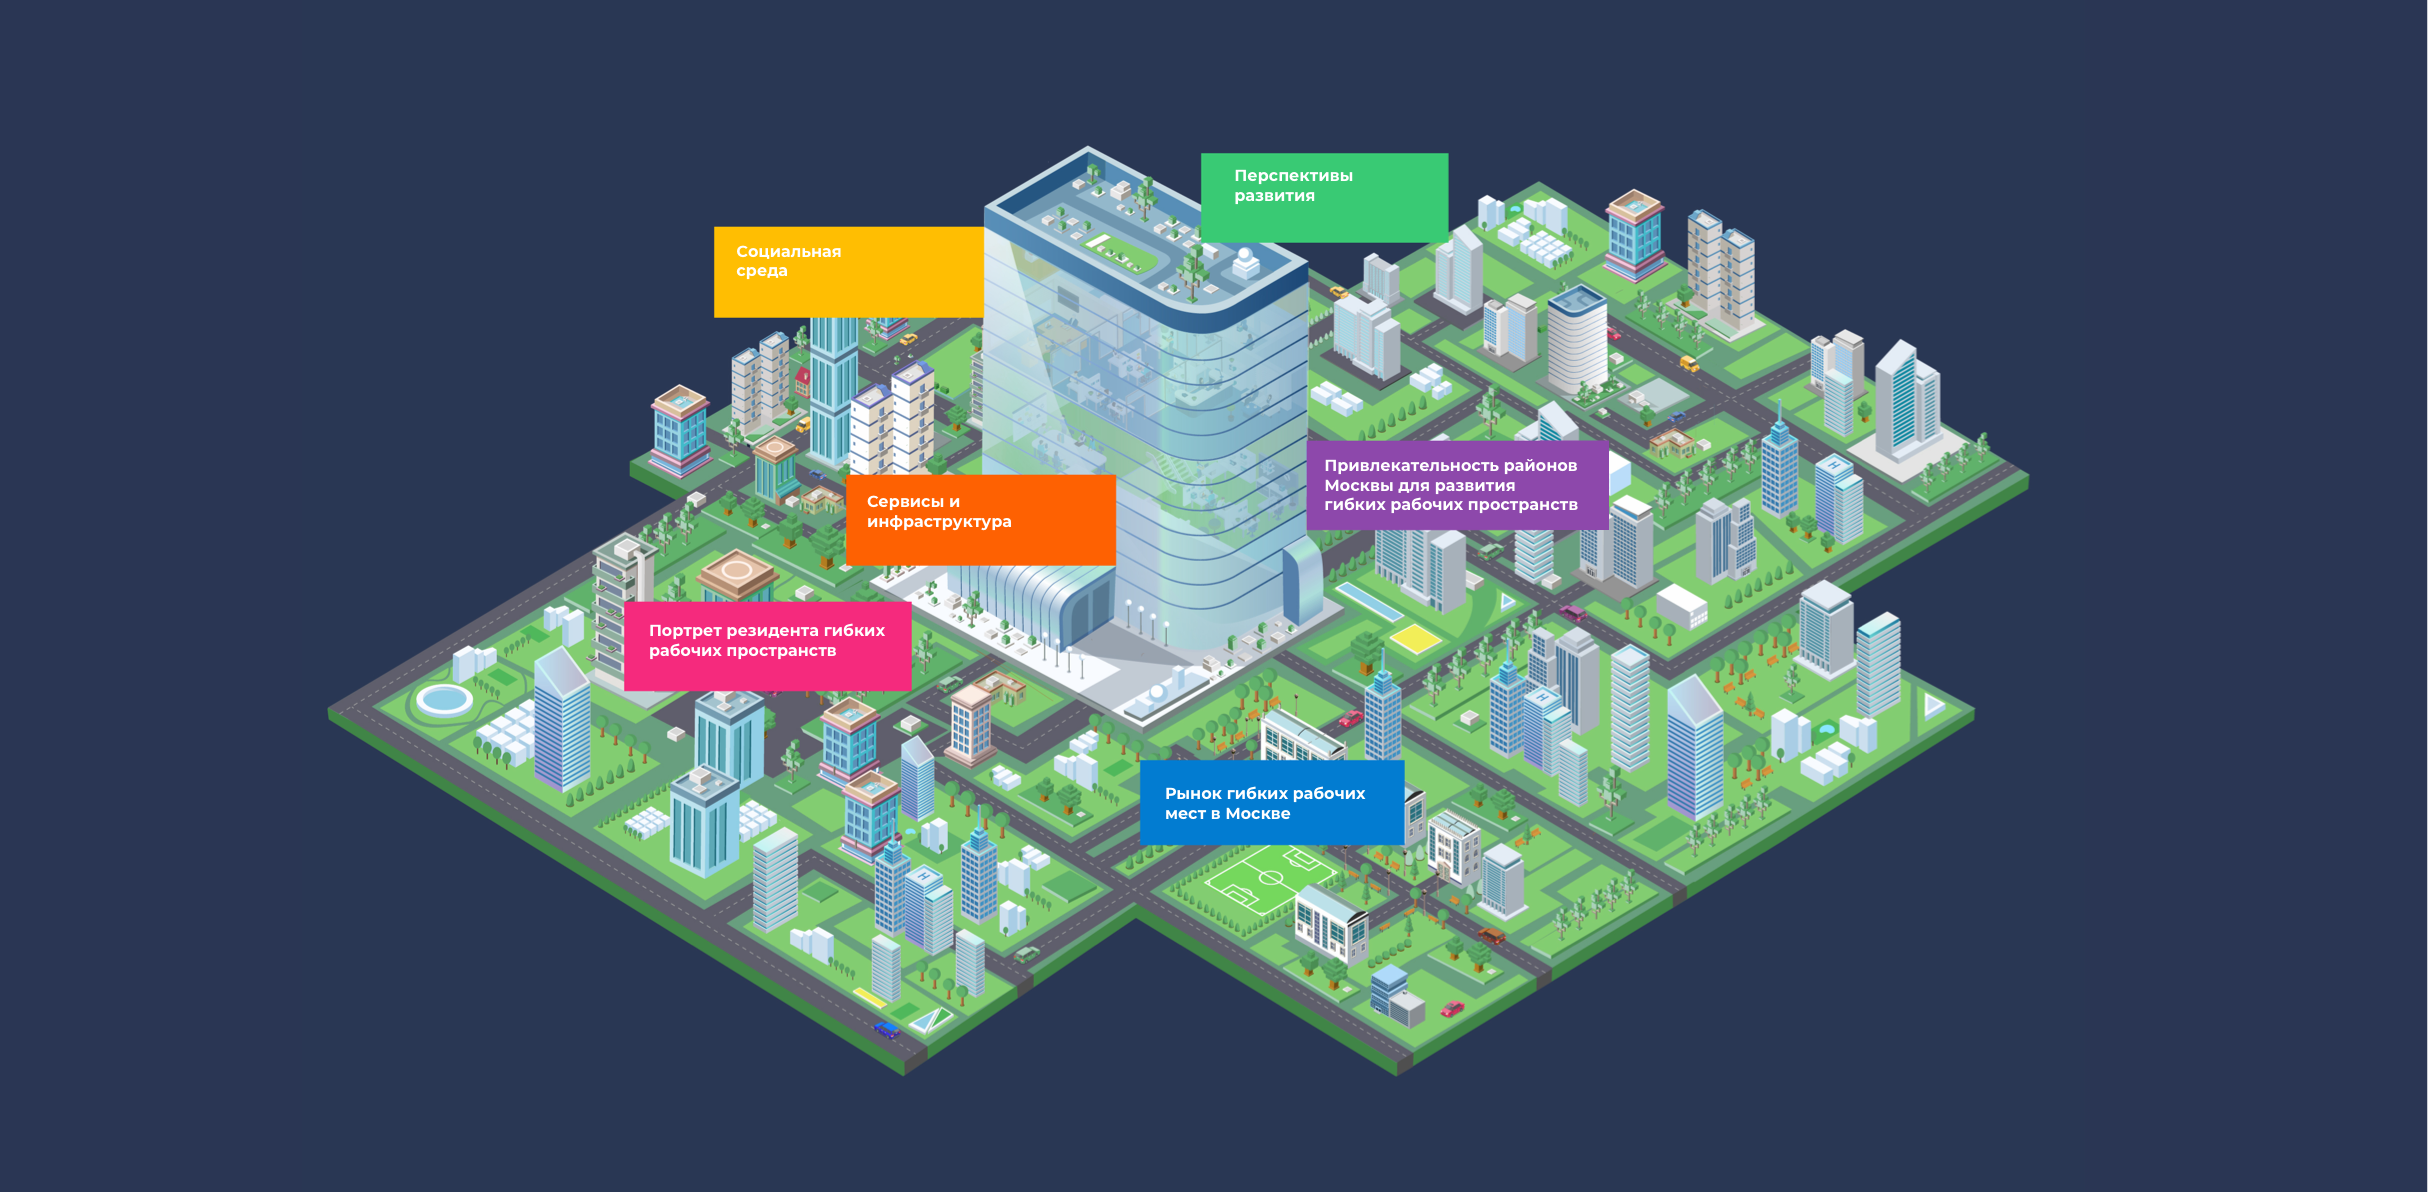 Перспективы
развития
Социальная
среда
Привлекательность районов
Москвы для развития
гибких рабочих пространств
Сервисы и
инфраструктура
Портрет резидента гибких
рабочих пространств
Рынок гибких рабочих
мест в Москве
H
H
H